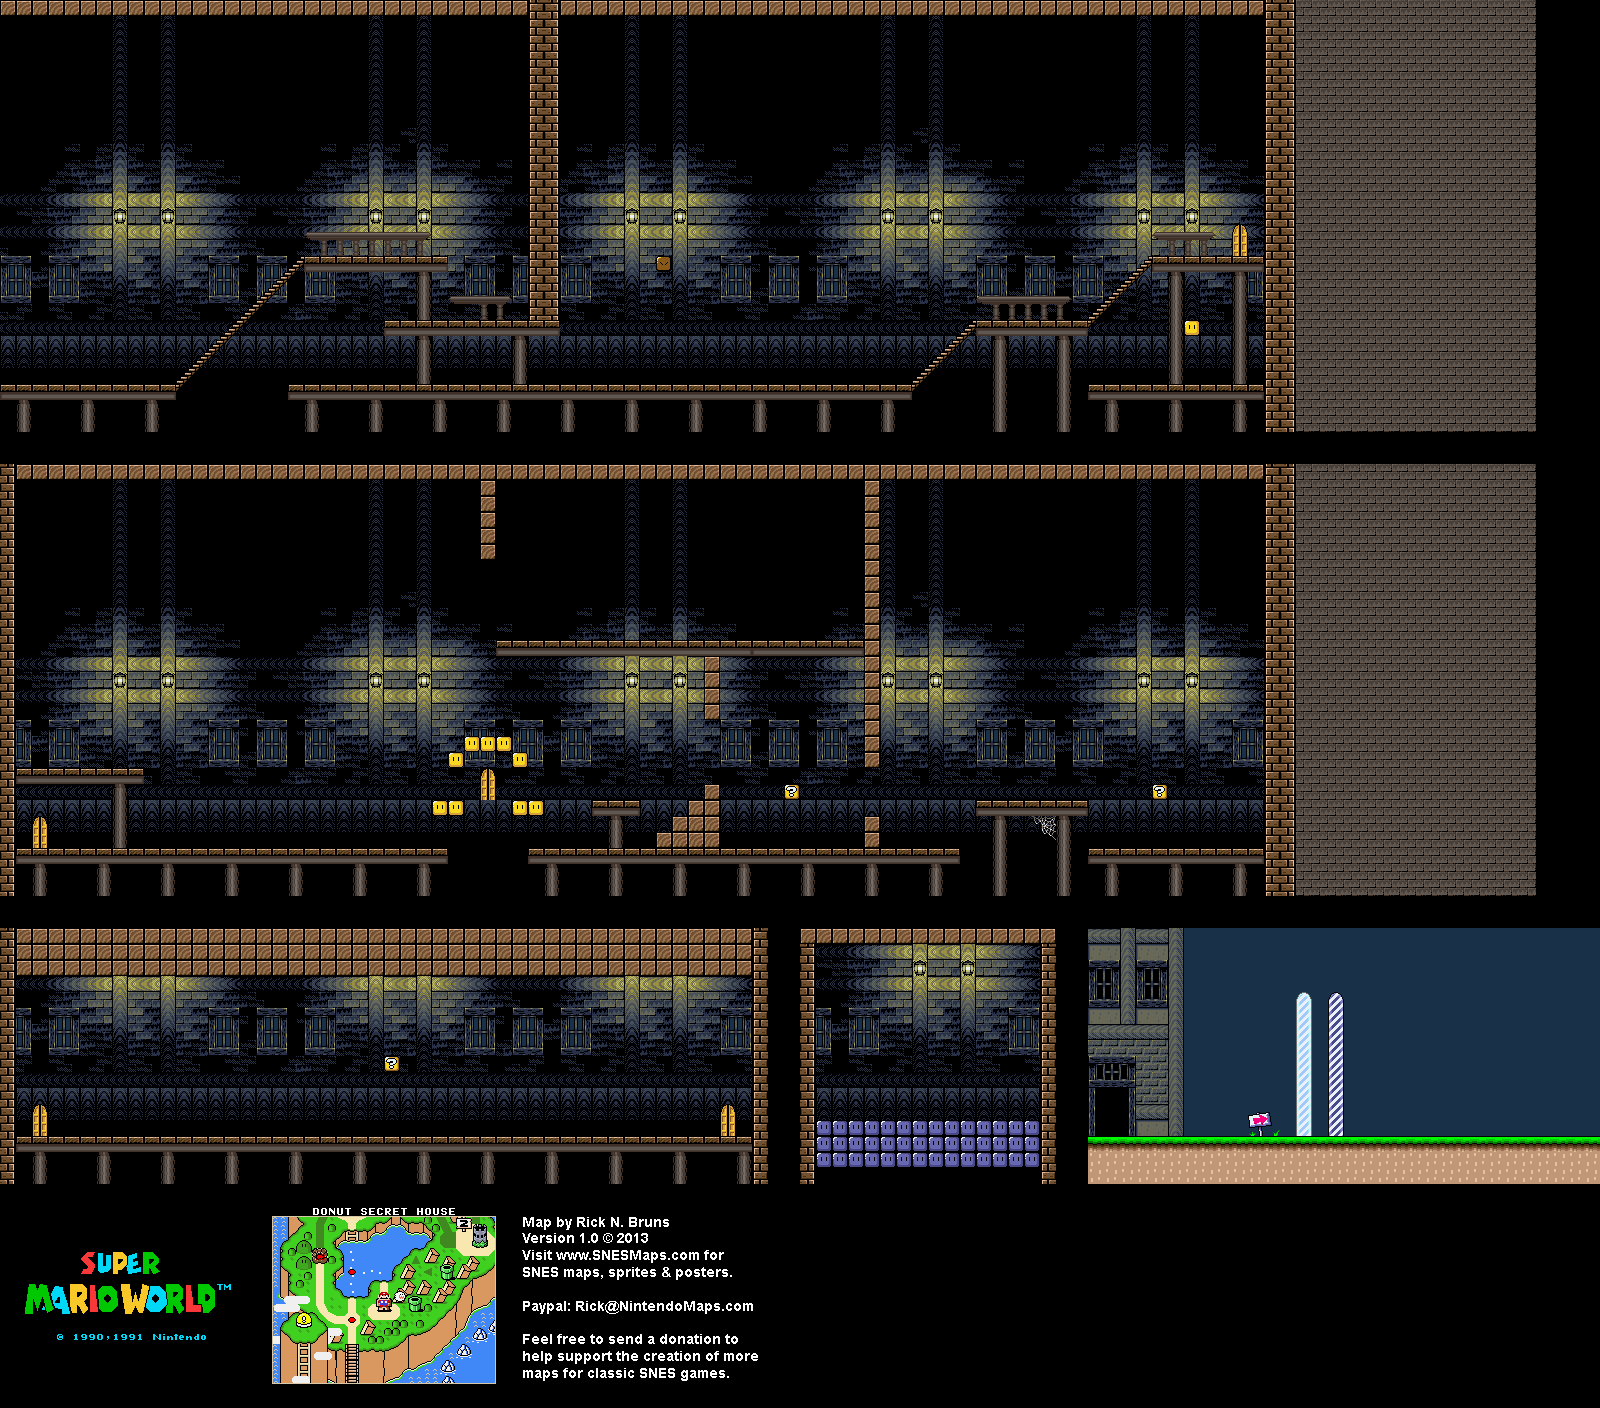 DONUT SECRET HOUSE
2
SUPER
MARIO WORLD™
© 1990,1991 Nintendo
Map by Rick N. Bruns
Version 1.0 © 2013
Visit www.SNESMaps.com for
SNES maps, sprites & posters.
Paypal: Rick@NintendoMaps.com
Feel free to send a donation to
help support the creation of more
maps for classic SNES games.